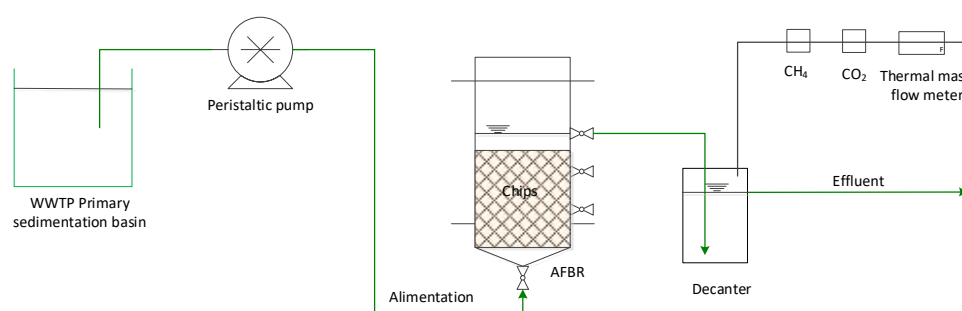 WWTP Primary
sedimentation basin
Peristaltic pump
Alimentation
Chips
AFBR
Decanter
Effluent
CH₄
CO₂
F
Thermal mas
flow meter